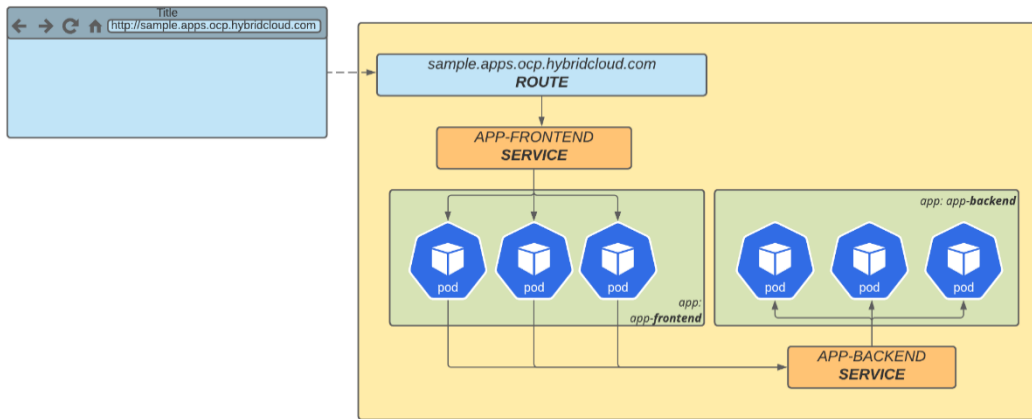 Title
http://sample.apps.ocp.hybridcloud.com
sample.apps.ocp.hybridcloud.com
ROUTE
APP-FRONTEND
SERVICE
app: app-backend
pod
pod
pod
pod
pod
pod
app:
app-frontend
APP-BACKEND
SERVICE